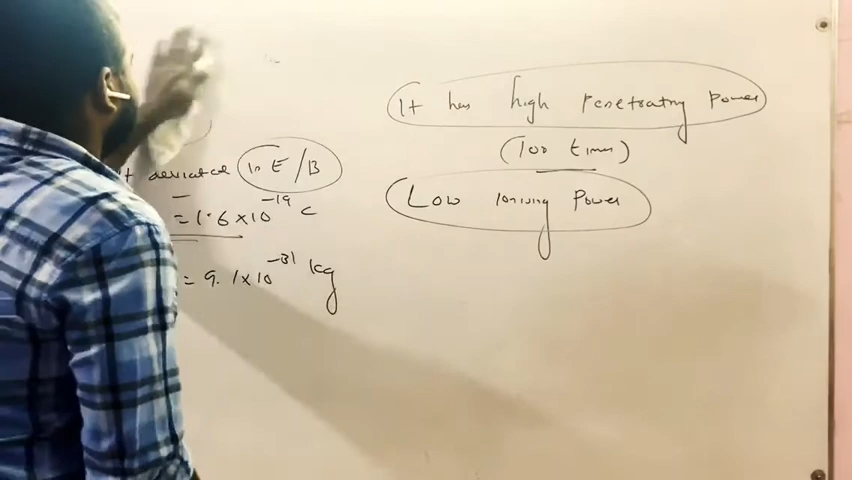 It has high penetrating power
(100 times)
Low ionising Power
deviated in E/B
= 1.6 × 10⁻¹⁹ C
= 9.1 × 10⁻³¹ kg